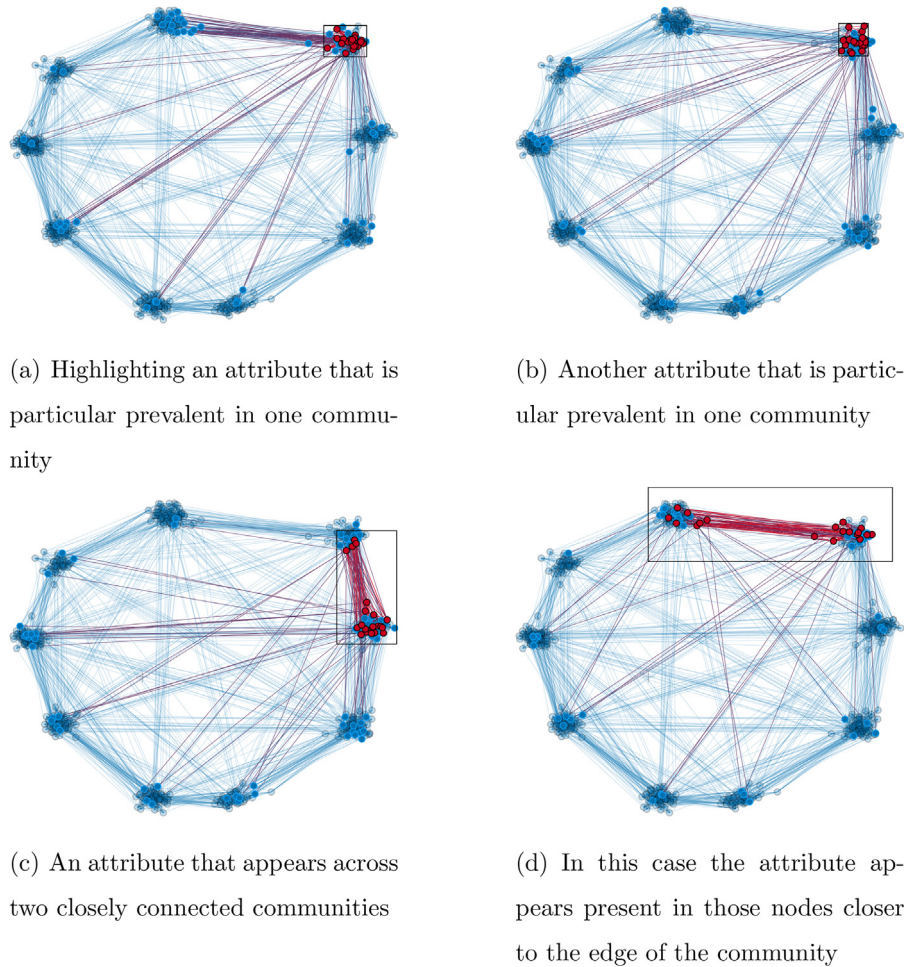 (a) Highlighting an attribute that is
particular prevalent in one commu-
nity
(b) Another attribute that is partic-
ular prevalent in one community
(c) An attribute that appears across
two closely connected communities
(d) In this case the attribute ap-
pears present in those nodes closer
to the edge of the community